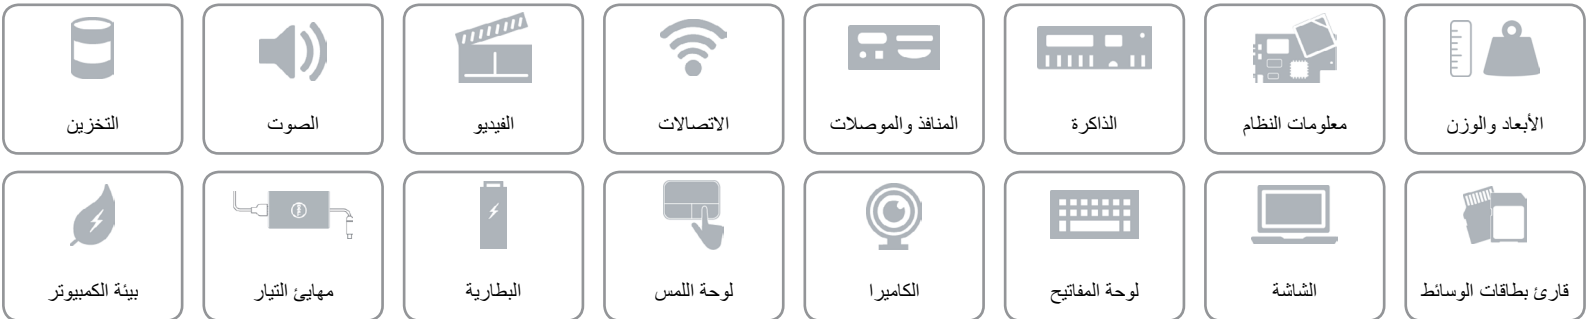 الأبعاد والوزن
معلومات النظام
الذاكرة
المنافذ والموصلات
الاتصالات
الفيديو
الصوت
التخزين
قارئ بطاقات الوسائط
الشاشة
لوحة المفاتيح
الكاميرا
لوحة اللمس
البطارية
مهايئ التيار
بيئة الكمبيوتر